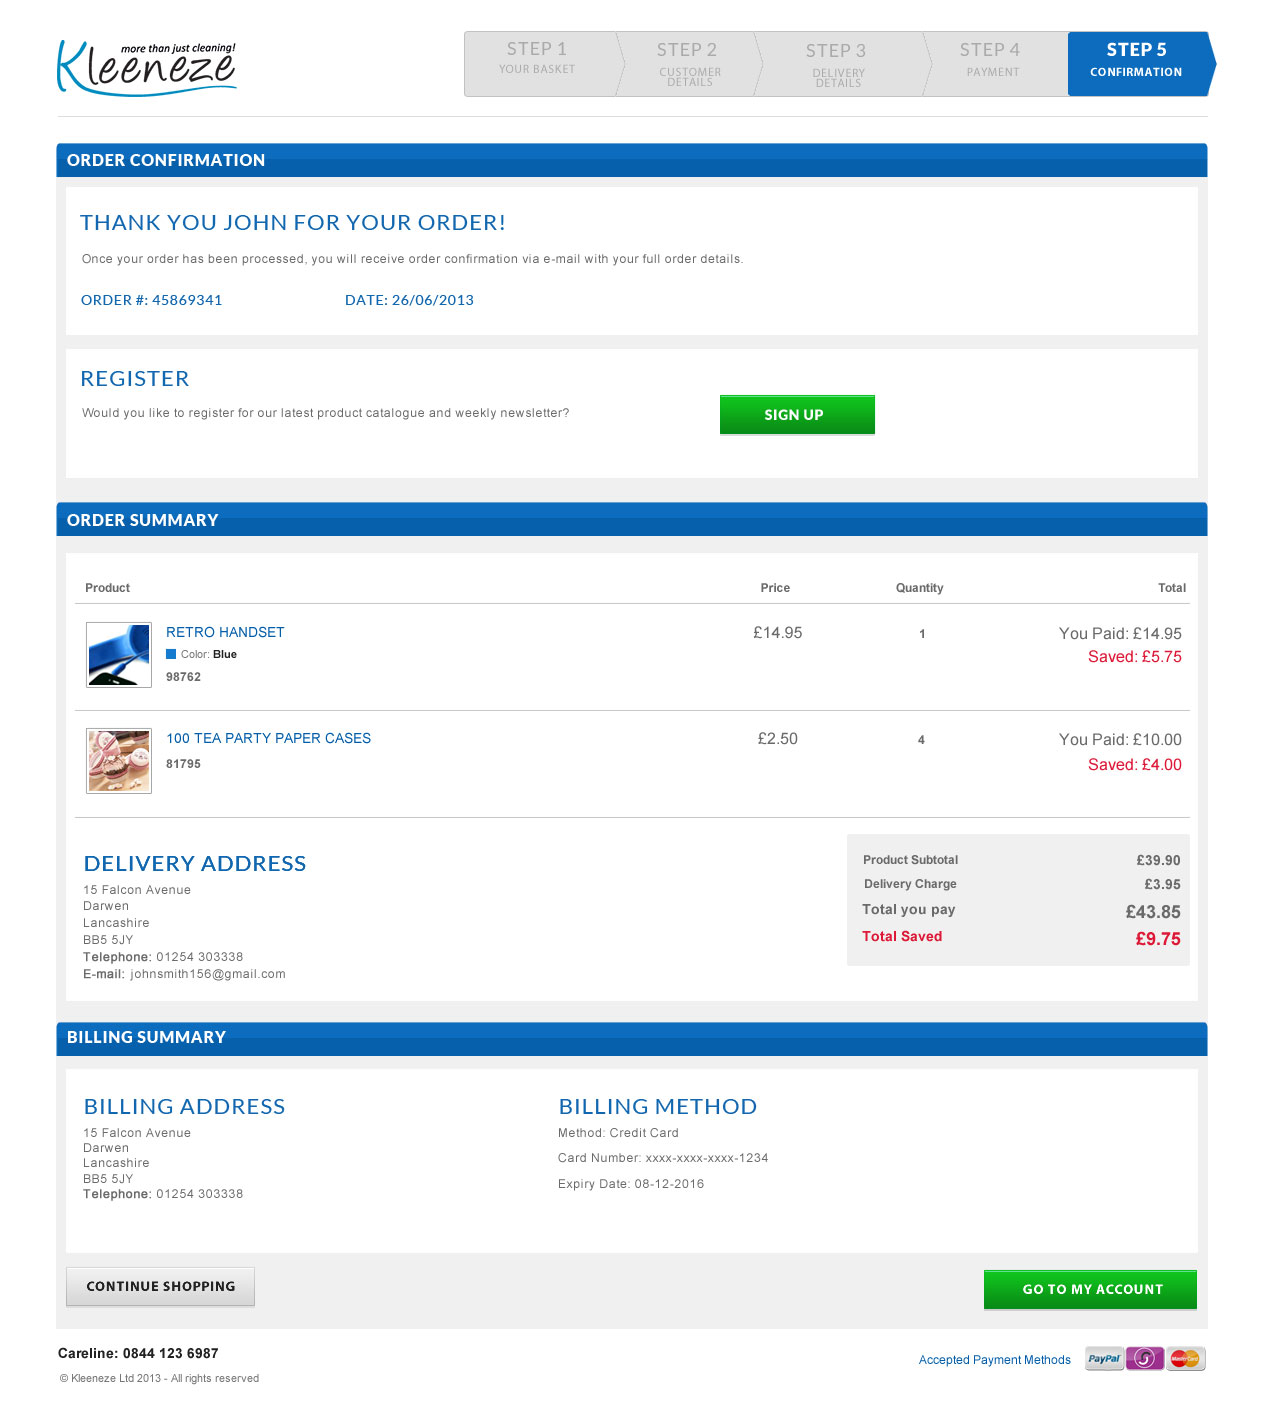 more than just cleaning!
Kleeneze
STEP 1
YOUR BASKET
STEP 2
CUSTOMER
DETAILS
STEP 3
DELIVERY
DETAILS
STEP 4
PAYMENT
STEP 5
CONFIRMATION
ORDER CONFIRMATION
THANK YOU JOHN FOR YOUR ORDER!
Once your order has been processed, you will receive order confirmation via e-mail with your full order details.
ORDER #: 45869341 DATE: 26/06/2013
REGISTER
Would you like to register for our latest product catalogue and weekly newsletter?
SIGN UP
ORDER SUMMARY
Product Price Quantity Total
RETRO HANDSET £14.95 1 You Paid: £14.95
Color: Blue Saved: £5.75
98762
100 TEA PARTY PAPER CASES £2.50 4 You Paid: £10.00
81795 Saved: £4.00
DELIVERY ADDRESS
15 Falcon Avenue
Darwen
Lancashire
BB5 5JY
Telephone: 01254 303338
E-mail: johnsmith156@gmail.com
Product Subtotal £39.90
Delivery Charge £3.95
Total you pay £43.85
Total Saved £9.75
BILLING SUMMARY
BILLING ADDRESS
15 Falcon Avenue
Darwen
Lancashire
BB5 5JY
Telephone: 01254 303338
BILLING METHOD
Method: Credit Card
Card Number: xxxx-xxxx-xxxx-1234
Expiry Date: 08-12-2016
CONTINUE SHOPPING
GO TO MY ACCOUNT
Careline: 0844 123 6987
© Kleeneze Ltd 2013 - All rights reserved
Accepted Payment Methods
PayPal
MasterCard